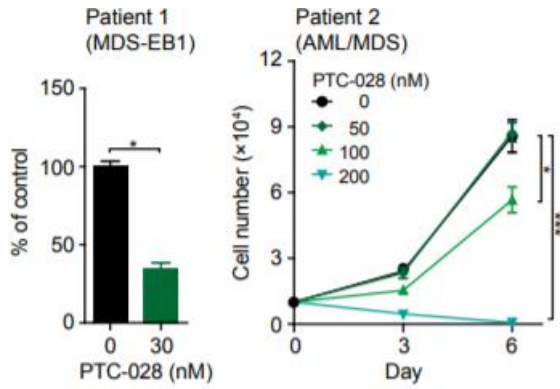 Patient 1
(MDS-EB1)
% of control
150
100
50
0
*
0 30
PTC-028 (nM)
Patient 2
(AML/MDS)
Cell number (×10⁴)
12
9
6
3
0
PTC-028 (nM)
0
50
100
200
*
***
0 3 6
Day